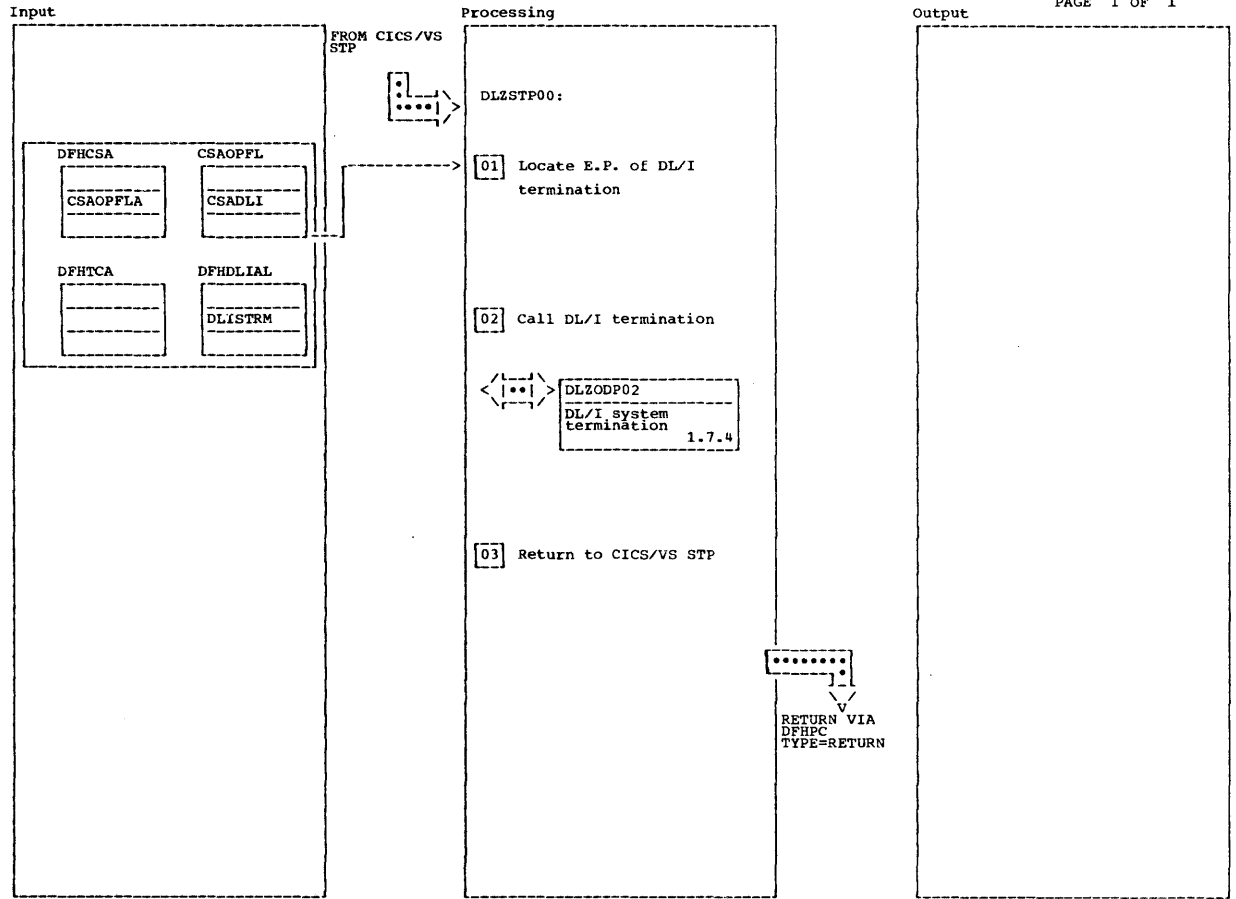 PAGE 1 OF 1
Input
Processing
Output
FROM CICS/VS
STP
DLZSTP00:
DFHCSA
CSAOPFL
CSAOPFLA
CSADLI
01 Locate E.P. of DL/I
termination
DFHTCA
DFHDLIAL
DLISTRM
02 Call DL/I termination
DLZODP02
DL/I system
termination
1.7.4
03 Return to CICS/VS STP
RETURN VIA
DFHPC
TYPE=RETURN